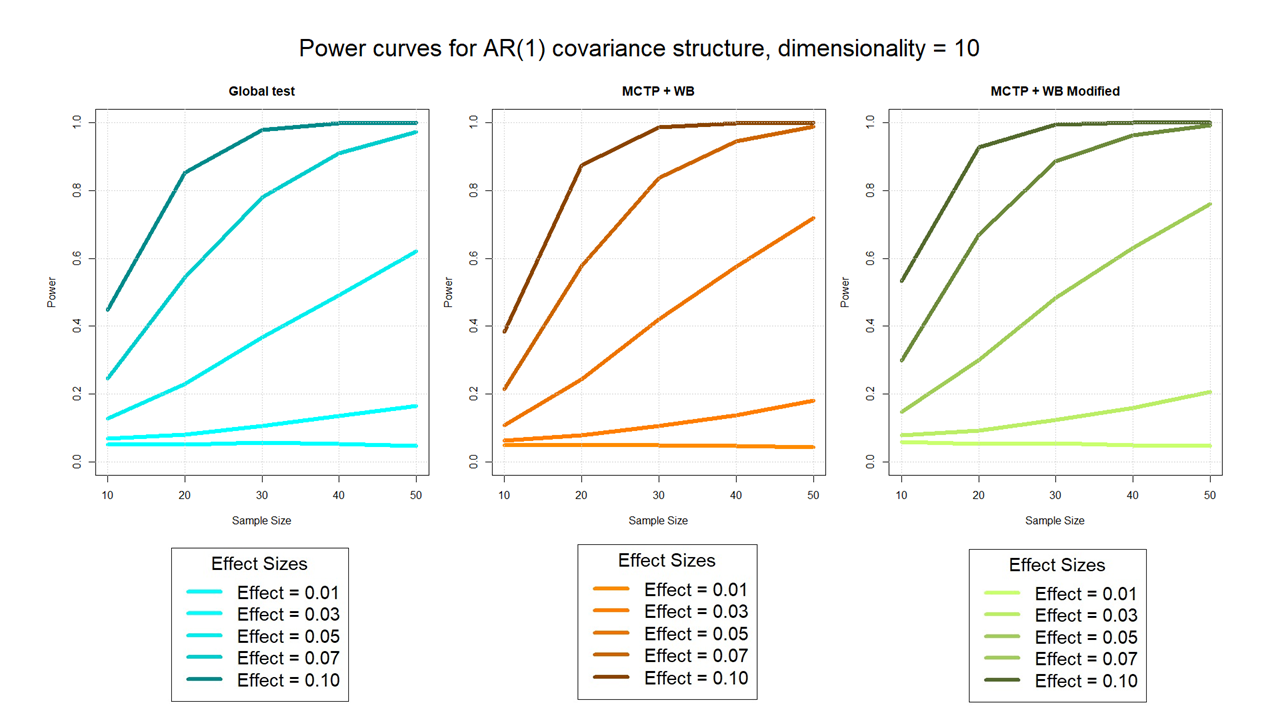 Power curves for AR(1) covariance structure, dimensionality = 10
Global test
1.0
0.8
0.6
0.4
0.2
0.0
Power
10 20 30 40 50
Sample Size
MCTP + WB
1.0
0.8
0.6
0.4
0.2
0.0
Power
10 20 30 40 50
Sample Size
MCTP + WB Modified
1.0
0.8
0.6
0.4
0.2
0.0
Power
10 20 30 40 50
Sample Size
Effect Sizes
Effect = 0.01
Effect = 0.03
Effect = 0.05
Effect = 0.07
Effect = 0.10
Effect Sizes
Effect = 0.01
Effect = 0.03
Effect = 0.05
Effect = 0.07
Effect = 0.10
Effect Sizes
Effect = 0.01
Effect = 0.03
Effect = 0.05
Effect = 0.07
Effect = 0.10